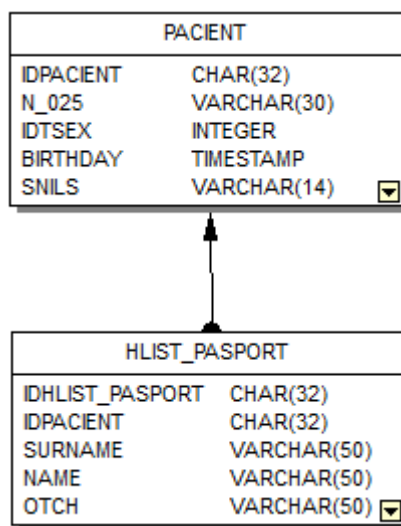 PACIENT
IDPACIENT CHAR(32)
N_025 VARCHAR(30)
IDTSEX INTEGER
BIRTHDAY TIMESTAMP
SNILS VARCHAR(14)
HLIST_PASPORT
IDHLIST_PASPORT CHAR(32)
IDPACIENT CHAR(32)
SURNAME VARCHAR(50)
NAME VARCHAR(50)
OTCH VARCHAR(50)